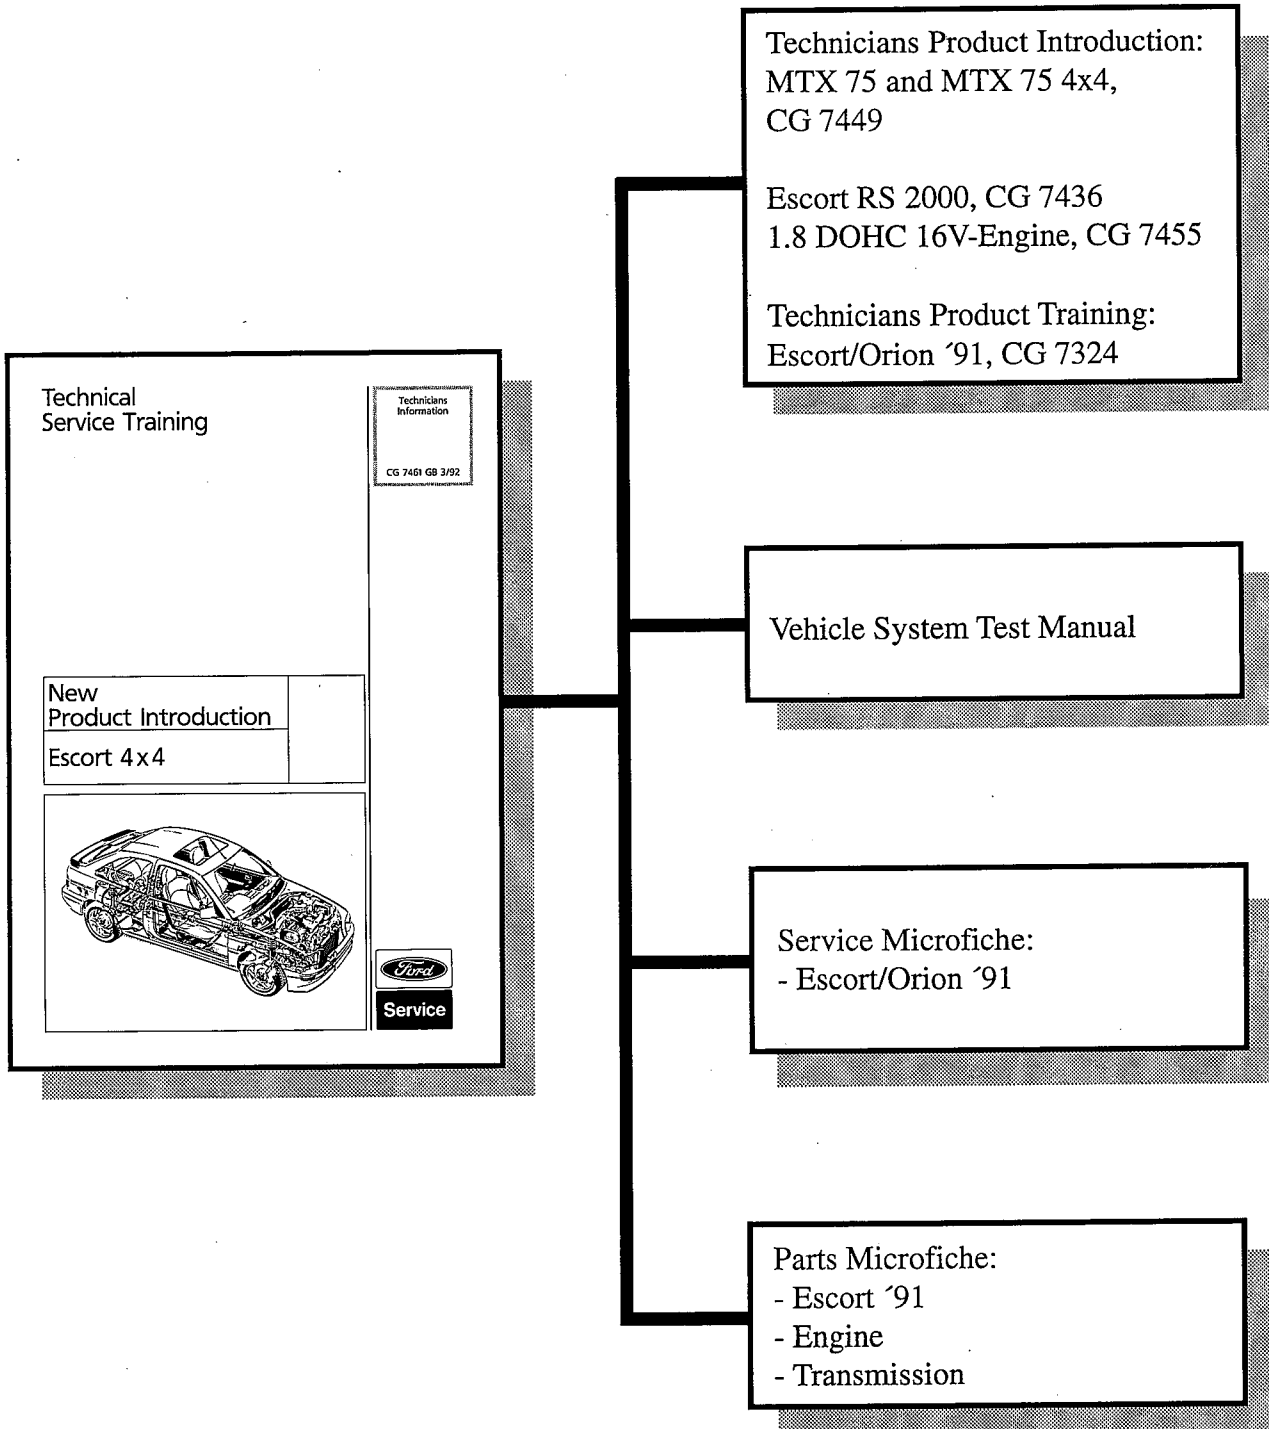 Technicians Product Introduction:
MTX 75 and MTX 75 4x4,
CG 7449
Escort RS 2000, CG 7436
1.8 DOHC 16V-Engine, CG 7455
Technicians Product Training:
Escort/Orion ´91, CG 7324
Technical
Service Training
Technicians
Information
CG 7461 GB 3/92
New
Product Introduction
Escort 4x4
Ford
Service
Vehicle System Test Manual
Service Microfiche:
- Escort/Orion ´91
Parts Microfiche:
- Escort ´91
- Engine
- Transmission